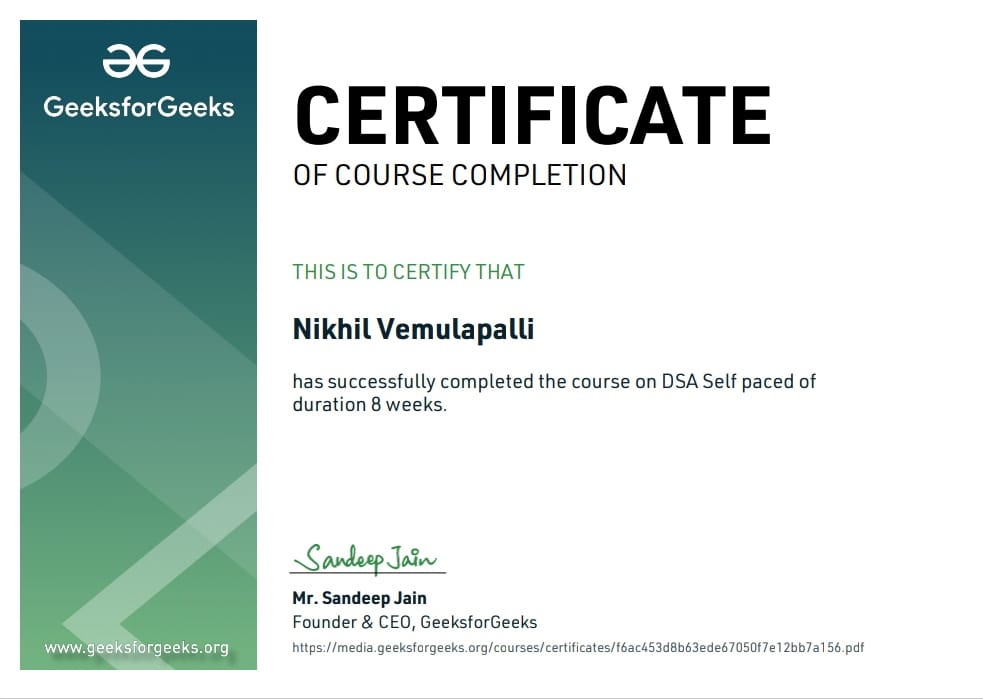 GeeksforGeeks
CERTIFICATE
OF COURSE COMPLETION
THIS IS TO CERTIFY THAT
Nikhil Vemulapalli
has successfully completed the course on DSA Self paced of
duration 8 weeks.
Sandeep Jain
Mr. Sandeep Jain
Founder & CEO, GeeksforGeeks
https://media.geeksforgeeks.org/courses/certificates/f6ac453d8b63ede67050f7e12bb7a156.pdf
www.geeksforgeeks.org